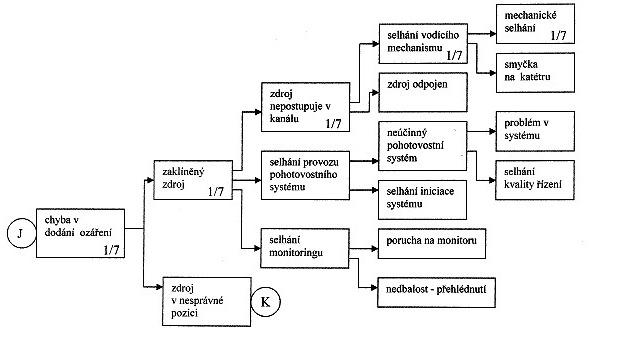 mechanické
selhání
1/7
selhání vodícího
mechanismu
1/7
smyčka
na katétru
zdroj
nepostupuje v
kanálu
1/7
zdroj odpojen
problém v
systému
neúčinný
pohotovostní
systém
selhání
kvality řízení
zaklíněný
zdroj
1/7
selhání provozu
pohotovostního
systému
selhání iniciace
systému
J
chyba v
dodání ozáření
1/7
selhání
monitoringu
porucha na monitoru
nedbalost - přehlédnutí
zdroj
v nesprávné
pozici
K